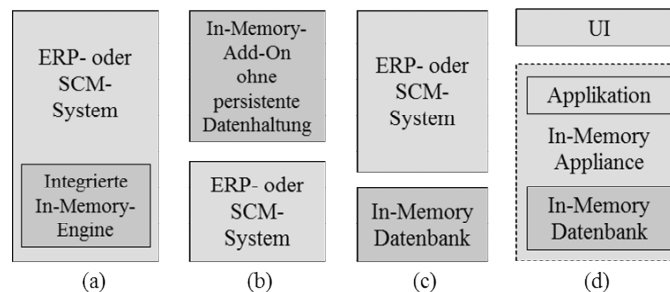 ERP- oder
SCM-
System
Integrierte
In-Memory-
Engine
(a)
In-Memory-
Add-On
ohne
persistente
Datenhaltung
ERP- oder
SCM-
System
(b)
ERP- oder
SCM-
System
In-Memory
Datenbank
(c)
UI
Applikation
In-Memory
Appliance
In-Memory
Datenbank
(d)